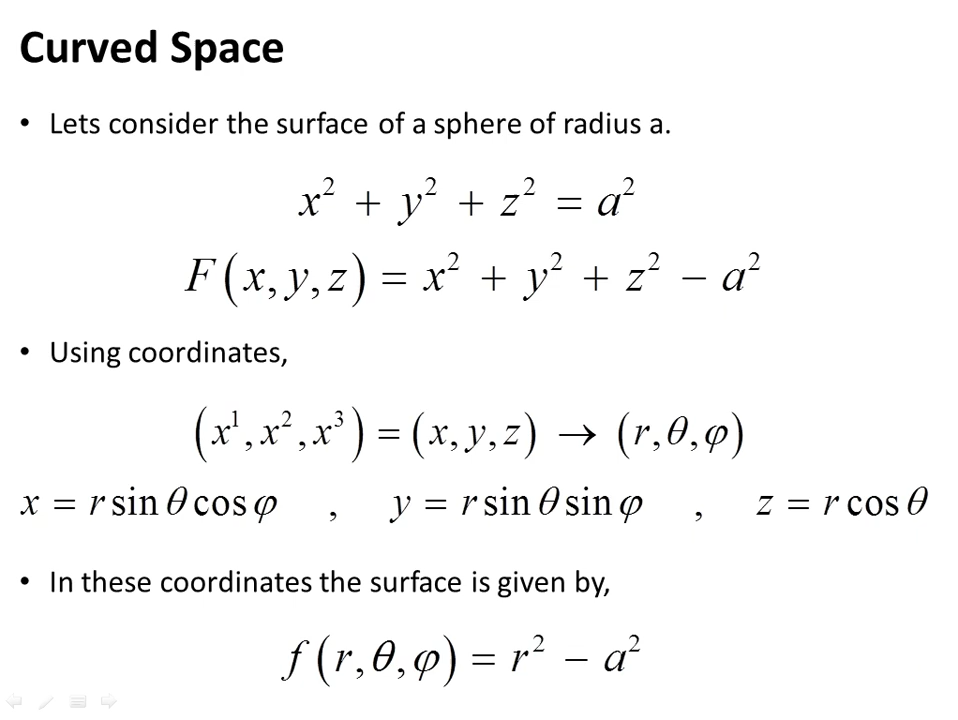 Curved Space
• Lets consider the surface of a sphere of radius a.
x² + y² + z² = a²
F(x, y, z) = x² + y² + z² − a²
• Using coordinates,
(x¹, x², x³) = (x, y, z) → (r, θ, φ)
x = r sin θ cos φ , y = r sin θ sin φ , z = r cos θ
• In these coordinates the surface is given by,
f(r, θ, φ) = r² − a²